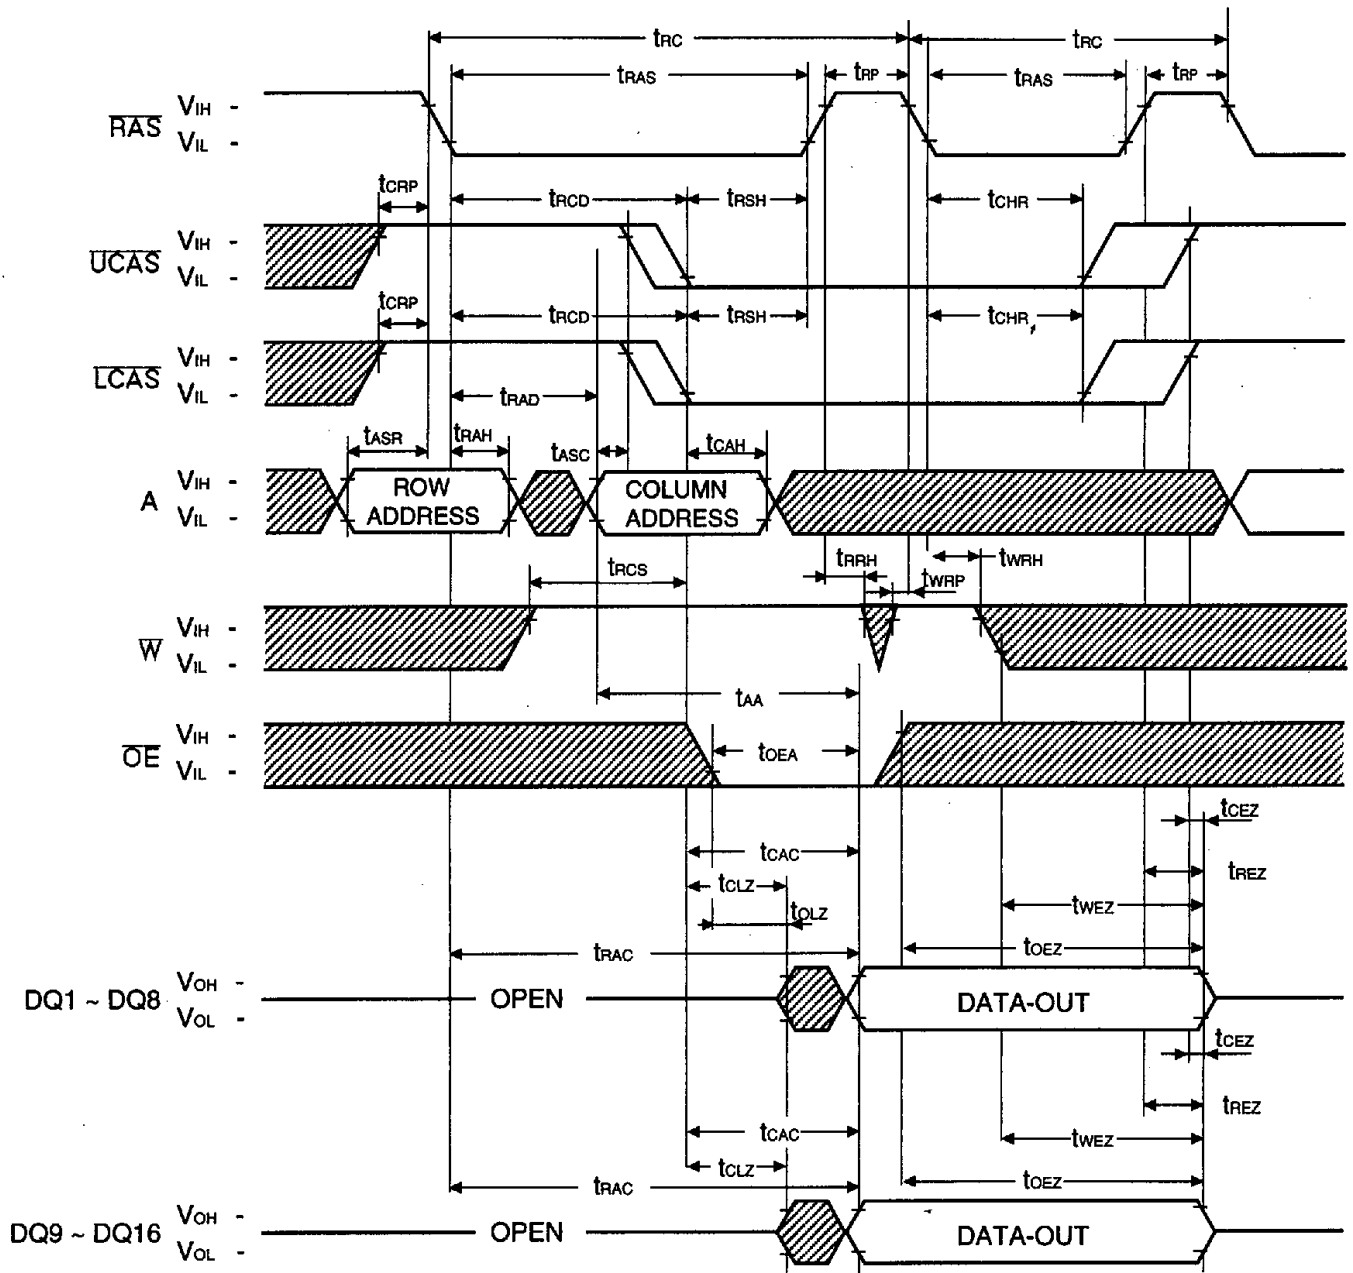 tRC tRC
tRAS tRP tRAS tRP
RAS VIH -
VIL -
tCRP tRCD tRSH tCHR
UCAS VIH -
VIL -
tCRP tRCD tRSH tCHR
LCAS VIH -
VIL -
tRAD
tASR tRAH tASC tCAH
A VIH -
VIL -
ROW ADDRESS
COLUMN ADDRESS
tRCS tRRH tWRP tWRH
W VIH -
VIL -
tAA
OE VIH -
VIL -
tOEA
tCEZ
tCAC
tREZ
tCLZ
tWEZ
tOLZ
tOEZ
tRAC
DQ1 ~ DQ8 VOH -
VOL -
OPEN DATA-OUT
tCEZ
tREZ
tCAC tWEZ
tCLZ
tOEZ
tRAC
DQ9 ~ DQ16 VOH -
VOL -
OPEN DATA-OUT